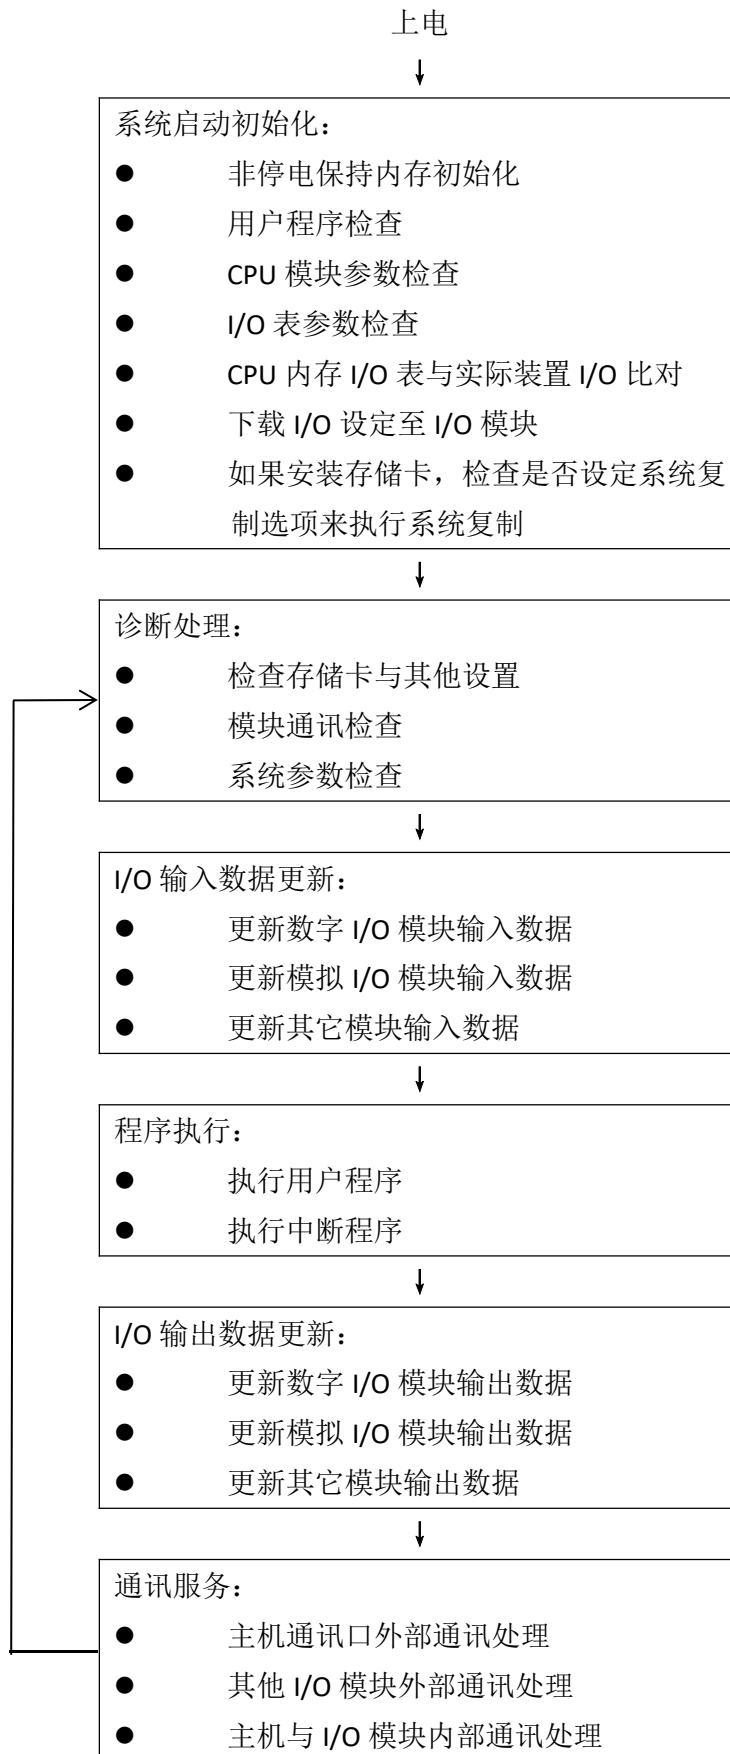 上电
系统启动初始化：
● 非停电保持内存初始化
● 用户程序检查
● CPU 模块参数检查
● I/O 表参数检查
● CPU 内存 I/O 表与实际装置 I/O 比对
● 下载 I/O 设定至 I/O 模块
● 如果安装存储卡，检查是否设定系统复
制选项来执行系统复制
诊断处理：
● 检查存储卡与其他设置
● 模块通讯检查
● 系统参数检查
I/O 输入数据更新：
● 更新数字 I/O 模块输入数据
● 更新模拟 I/O 模块输入数据
● 更新其它模块输入数据
程序执行：
● 执行用户程序
● 执行中断程序
I/O 输出数据更新：
● 更新数字 I/O 模块输出数据
● 更新模拟 I/O 模块输出数据
● 更新其它模块输出数据
通讯服务：
● 主机通讯口外部通讯处理
● 其他 I/O 模块外部通讯处理
● 主机与 I/O 模块内部通讯处理